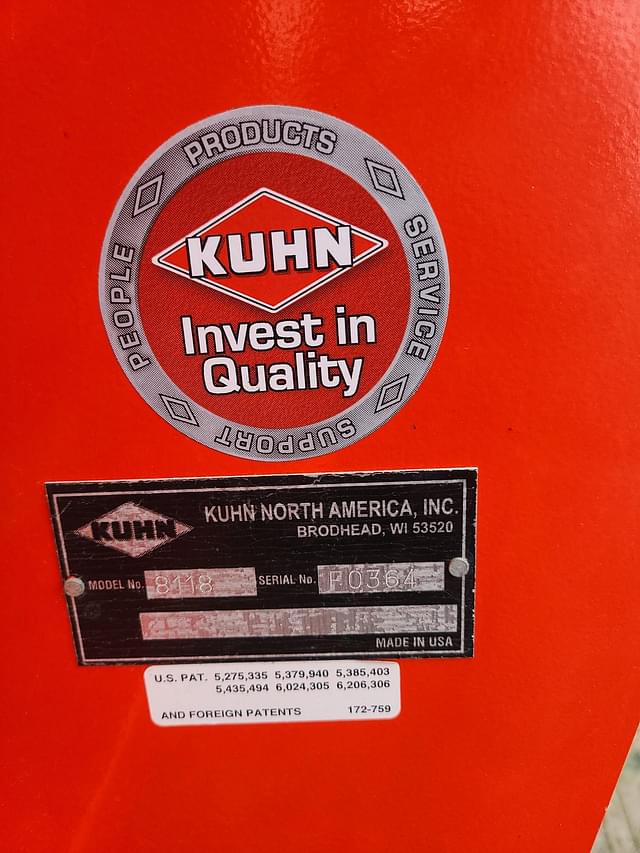 PRODUCTS
PEOPLE
SERVICE
SUPPORT
KUHN
Invest in
Quality
KUHN
KUHN NORTH AMERICA, INC.
BRODHEAD, WI 53520
MODEL No. 8118 SERIAL No. F0364
MADE IN USA
U.S. PAT. 5,275,335 5,379,940 5,385,403
5,435,494 6,024,305 6,206,306
AND FOREIGN PATENTS 172-759